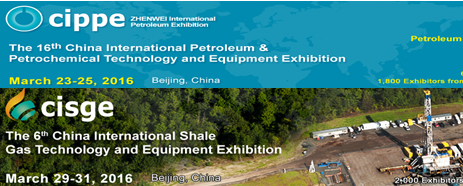 cippe ZHENWEI International
Petroleum Exhibition
Petroleum
The 16th China International Petroleum &
Petrochemical Technology and Equipment Exhibition
March 23-25, 2016 Beijing, China
1,800 Exhibitors from
cisge
The 6th China International Shale
Gas Technology and Equipment Exhibition
March 29-31, 2016 Beijing, China
2,000 Exhibitors